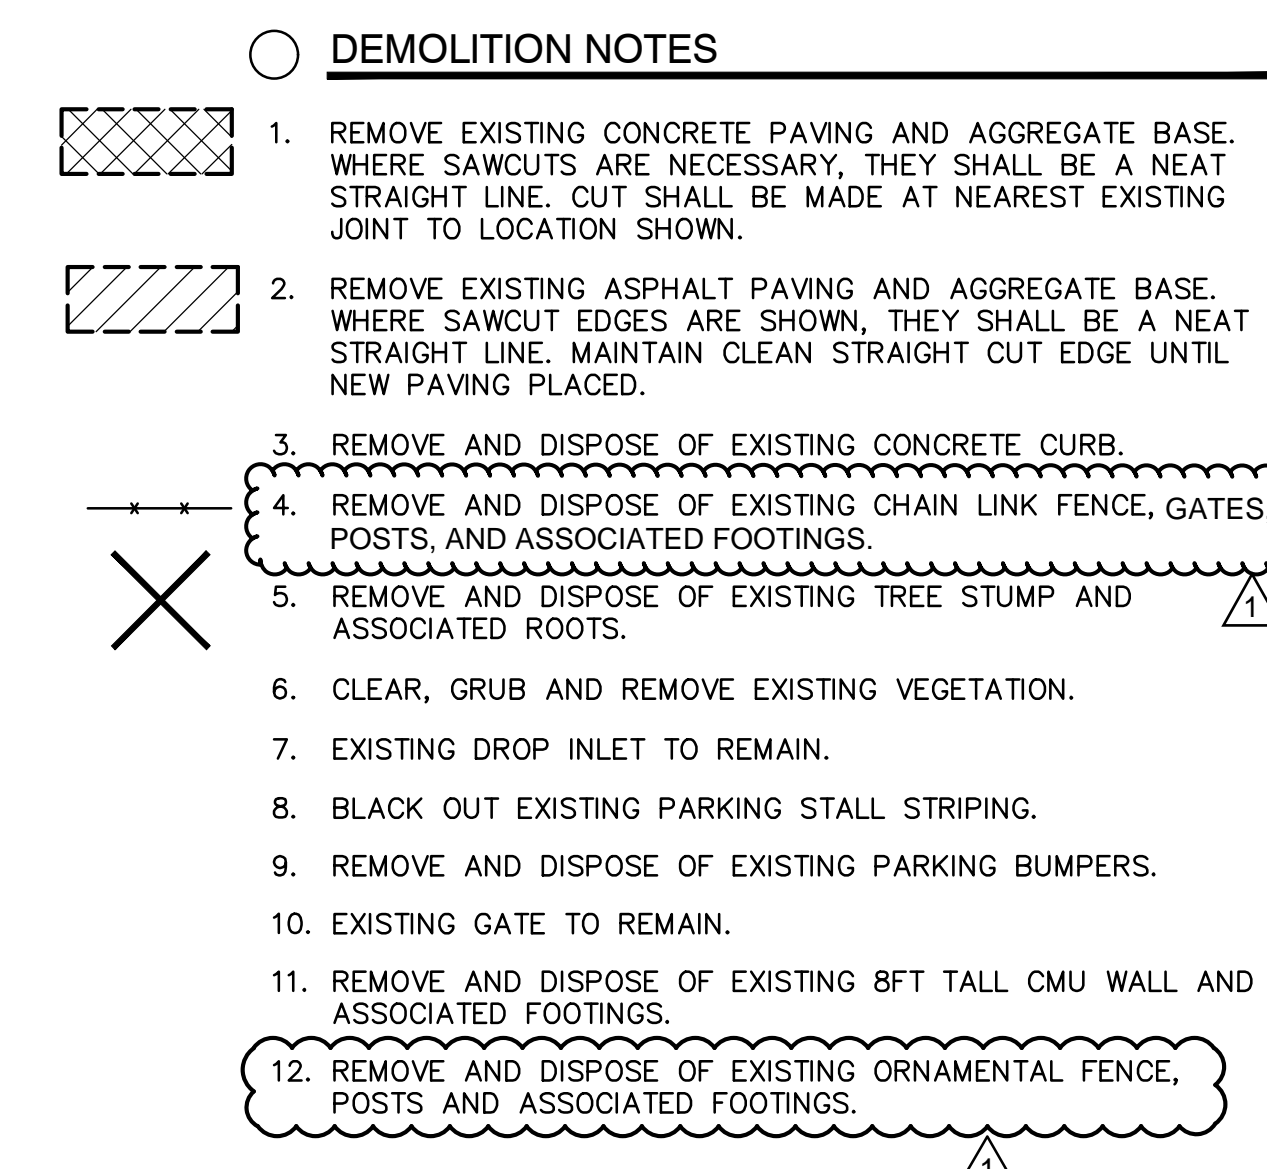 DEMOLITION NOTES
1. REMOVE EXISTING CONCRETE PAVING AND AGGREGATE BASE.
WHERE SAWCUTS ARE NECESSARY, THEY SHALL BE A NEAT
STRAIGHT LINE. CUT SHALL BE MADE AT NEAREST EXISTING
JOINT TO LOCATION SHOWN.
2. REMOVE EXISTING ASPHALT PAVING AND AGGREGATE BASE.
WHERE SAWCUT EDGES ARE SHOWN, THEY SHALL BE A NEAT
STRAIGHT LINE. MAINTAIN CLEAN STRAIGHT CUT EDGE UNTIL
NEW PAVING PLACED.
3. REMOVE AND DISPOSE OF EXISTING CONCRETE CURB.
4. REMOVE AND DISPOSE OF EXISTING CHAIN LINK FENCE, GATES,
POSTS, AND ASSOCIATED FOOTINGS.
5. REMOVE AND DISPOSE OF EXISTING TREE STUMP AND
ASSOCIATED ROOTS.
1
6. CLEAR, GRUB AND REMOVE EXISTING VEGETATION.
7. EXISTING DROP INLET TO REMAIN.
8. BLACK OUT EXISTING PARKING STALL STRIPING.
9. REMOVE AND DISPOSE OF EXISTING PARKING BUMPERS.
10. EXISTING GATE TO REMAIN.
11. REMOVE AND DISPOSE OF EXISTING 8FT TALL CMU WALL AND
ASSOCIATED FOOTINGS.
12. REMOVE AND DISPOSE OF EXISTING ORNAMENTAL FENCE,
POSTS AND ASSOCIATED FOOTINGS.
1